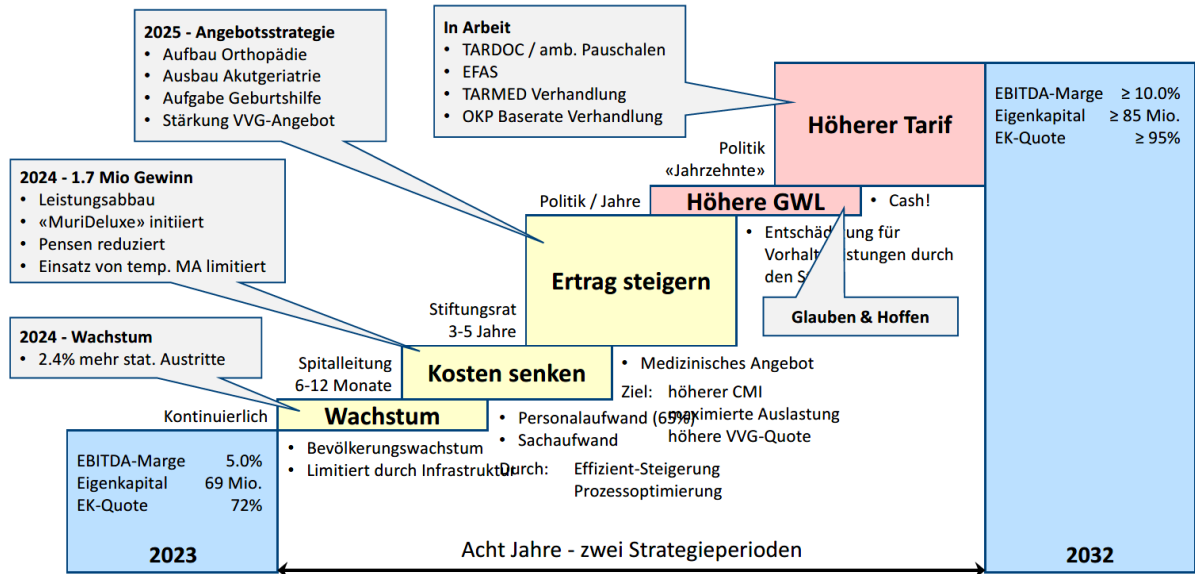 2025 - Angebotsstrategie
• Aufbau Orthopädie
• Ausbau Akutgeriatrie
• Aufgabe Geburtshilfe
• Stärkung VVG-Angebot
In Arbeit
• TARDOC / amb. Pauschalen
• EFAS
• TARMED Verhandlung
• OKP Baserate Verhandlung
Höherer Tarif
EBITDA-Marge ≥ 10.0%
Eigenkapital ≥ 85 Mio.
EK-Quote ≥ 95%
Politik
«Jahrzehnte»
2024 - 1.7 Mio Gewinn
• Leistungsabbau
• «MuriDeluxe» initiiert
• Pensen reduziert
• Einsatz von temp. MA limitiert
Politik / Jahre
Höhere GWL
• Cash!
• Entschäd ung für
Vorhalt istungen durch
den S
Glauben & Hoffen
Ertrag steigern
Stiftungsrat
3-5 Jahre
2024 - Wachstum
• 2.4% mehr stat. Austritte
Spitalleitung
6-12 Monate
Kosten senken
• Medizinisches Angebot
Ziel: höherer CMI
maximierte Auslastung
höhere VVG-Quote
Kontinuierlich
Wachstum
• Personalaufwand (65%)
• Sachaufwand
Durch: Effizient-Steigerung
Prozessoptimierung
• Bevölkerungswachstum
• Limitiert durch Infrastruktur
EBITDA-Marge 5.0%
Eigenkapital 69 Mio.
EK-Quote 72%
2023
Acht Jahre - zwei Strategieperioden
2032